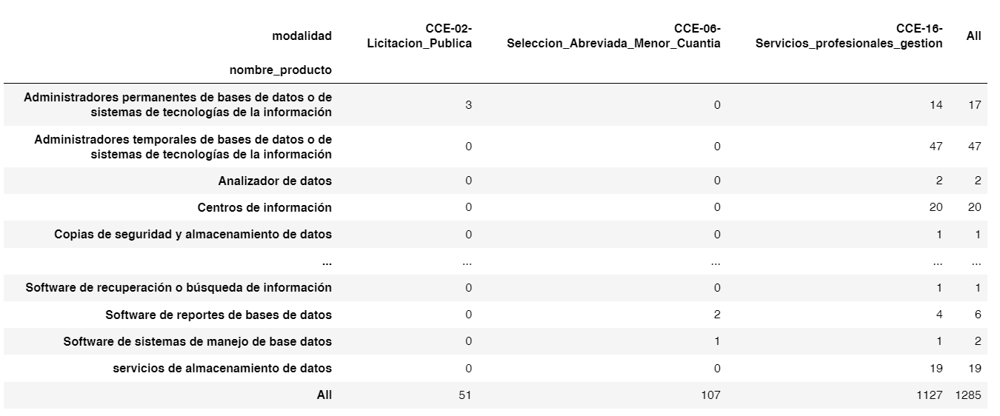 modalidad CCE-02-Licitacion_Publica CCE-06-Seleccion_Abreviada_Menor_Cuantia CCE-16-Servicios_profesionales_gestion All
nombre_producto
Administradores permanentes de bases de datos o de sistemas de tecnologías de la información 3 0 14 17
Administradores temporales de bases de datos o de sistemas de tecnologías de la información 0 0 47 47
Analizador de datos 0 0 2 2
Centros de información 0 0 20 20
Copias de seguridad y almacenamiento de datos 0 0 1 1
... ... ... ... ...
Software de recuperación o búsqueda de información 0 0 1 1
Software de reportes de bases de datos 0 2 4 6
Software de sistemas de manejo de base datos 0 1 1 2
servicios de almacenamiento de datos 0 0 19 19
All 51 107 1127 1285